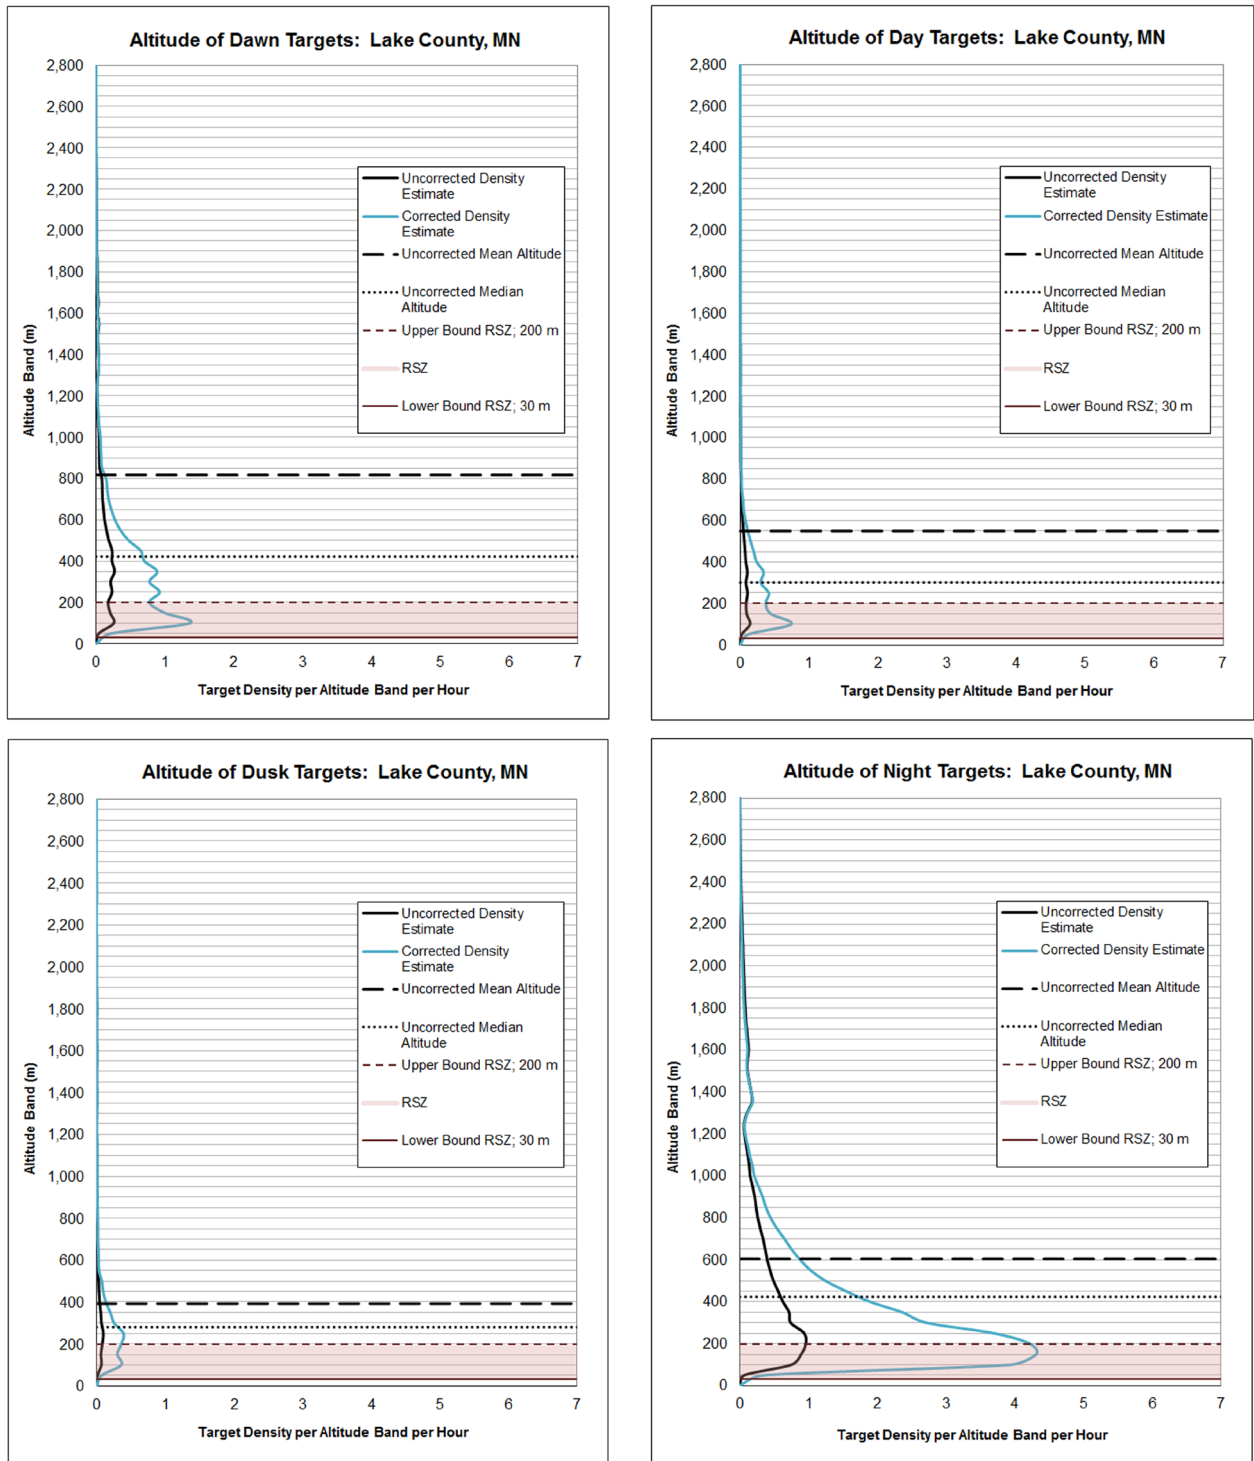 Altitude of Dawn Targets: Lake County, MN
Altitude Band (m)
2,800
2,600
2,400
2,200
2,000
1,800
1,600
1,400
1,200
1,000
800
600
400
200
0
Uncorrected Density
Estimate
Corrected Density
Estimate
Uncorrected Mean Altitude
Uncorrected Median
Altitude
Upper Bound RSZ; 200 m
RSZ
Lower Bound RSZ; 30 m
0 1 2 3 4 5 6 7
Target Density per Altitude Band per Hour
Altitude of Day Targets: Lake County, MN
Altitude Band (m)
2,800
2,600
2,400
2,200
2,000
1,800
1,600
1,400
1,200
1,000
800
600
400
200
0
Uncorrected Density
Estimate
Corrected Density Estimate
Uncorrected Mean Altitude
Uncorrected Median
Altitude
Upper Bound RSZ; 200 m
RSZ
Lower Bound RSZ; 30 m
0 1 2 3 4 5 6 7
Target Density per Altitude Band per Hour
Altitude of Dusk Targets: Lake County, MN
Altitude Band (m)
2,800
2,600
2,400
2,200
2,000
1,800
1,600
1,400
1,200
1,000
800
600
400
200
0
Uncorrected Density
Estimate
Corrected Density
Estimate
Uncorrected Mean Altitude
Uncorrected Median
Altitude
Upper Bound RSZ; 200 m
RSZ
Lower Bound RSZ; 30 m
0 1 2 3 4 5 6 7
Target Density per Altitude Band per Hour
Altitude of Night Targets: Lake County, MN
Altitude Band (m)
2,800
2,600
2,400
2,200
2,000
1,800
1,600
1,400
1,200
1,000
800
600
400
200
0
Uncorrected Density
Estimate
Corrected Density Estimate
Uncorrected Mean Altitude
Uncorrected Median
Altitude
Upper Bound RSZ; 200 m
RSZ
Lower Bound RSZ; 30 m
0 1 2 3 4 5 6 7
Target Density per Altitude Band per Hour